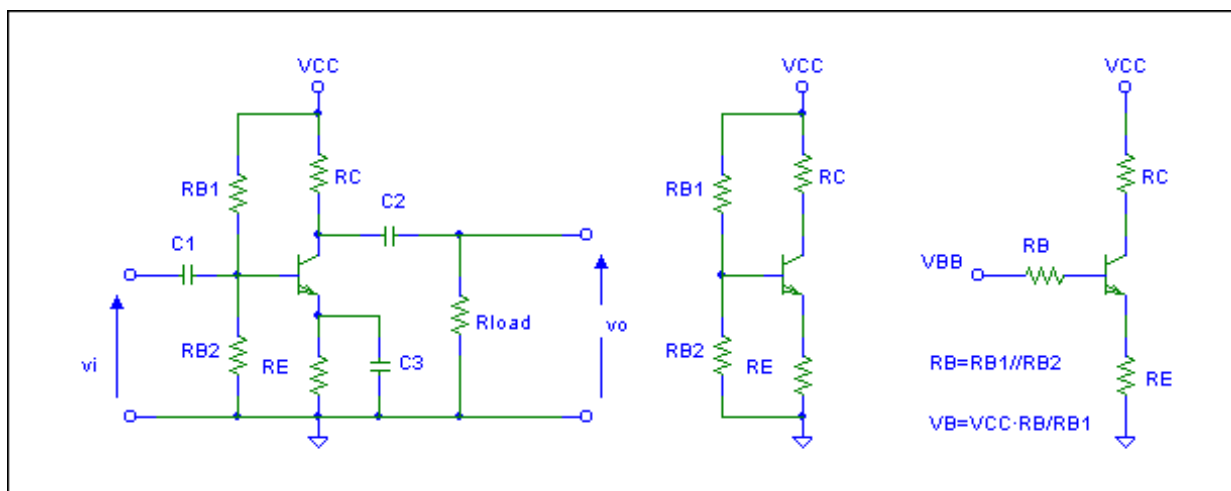 VCC
RB1
RC
C2
C1
Rload
vo
vi
RB2
RE
C3
VCC
RB1
RC
RB2
RE
VCC
RC
RB
VBB
RB=RB1//RB2
RE
VB=VCC·RB/RB1